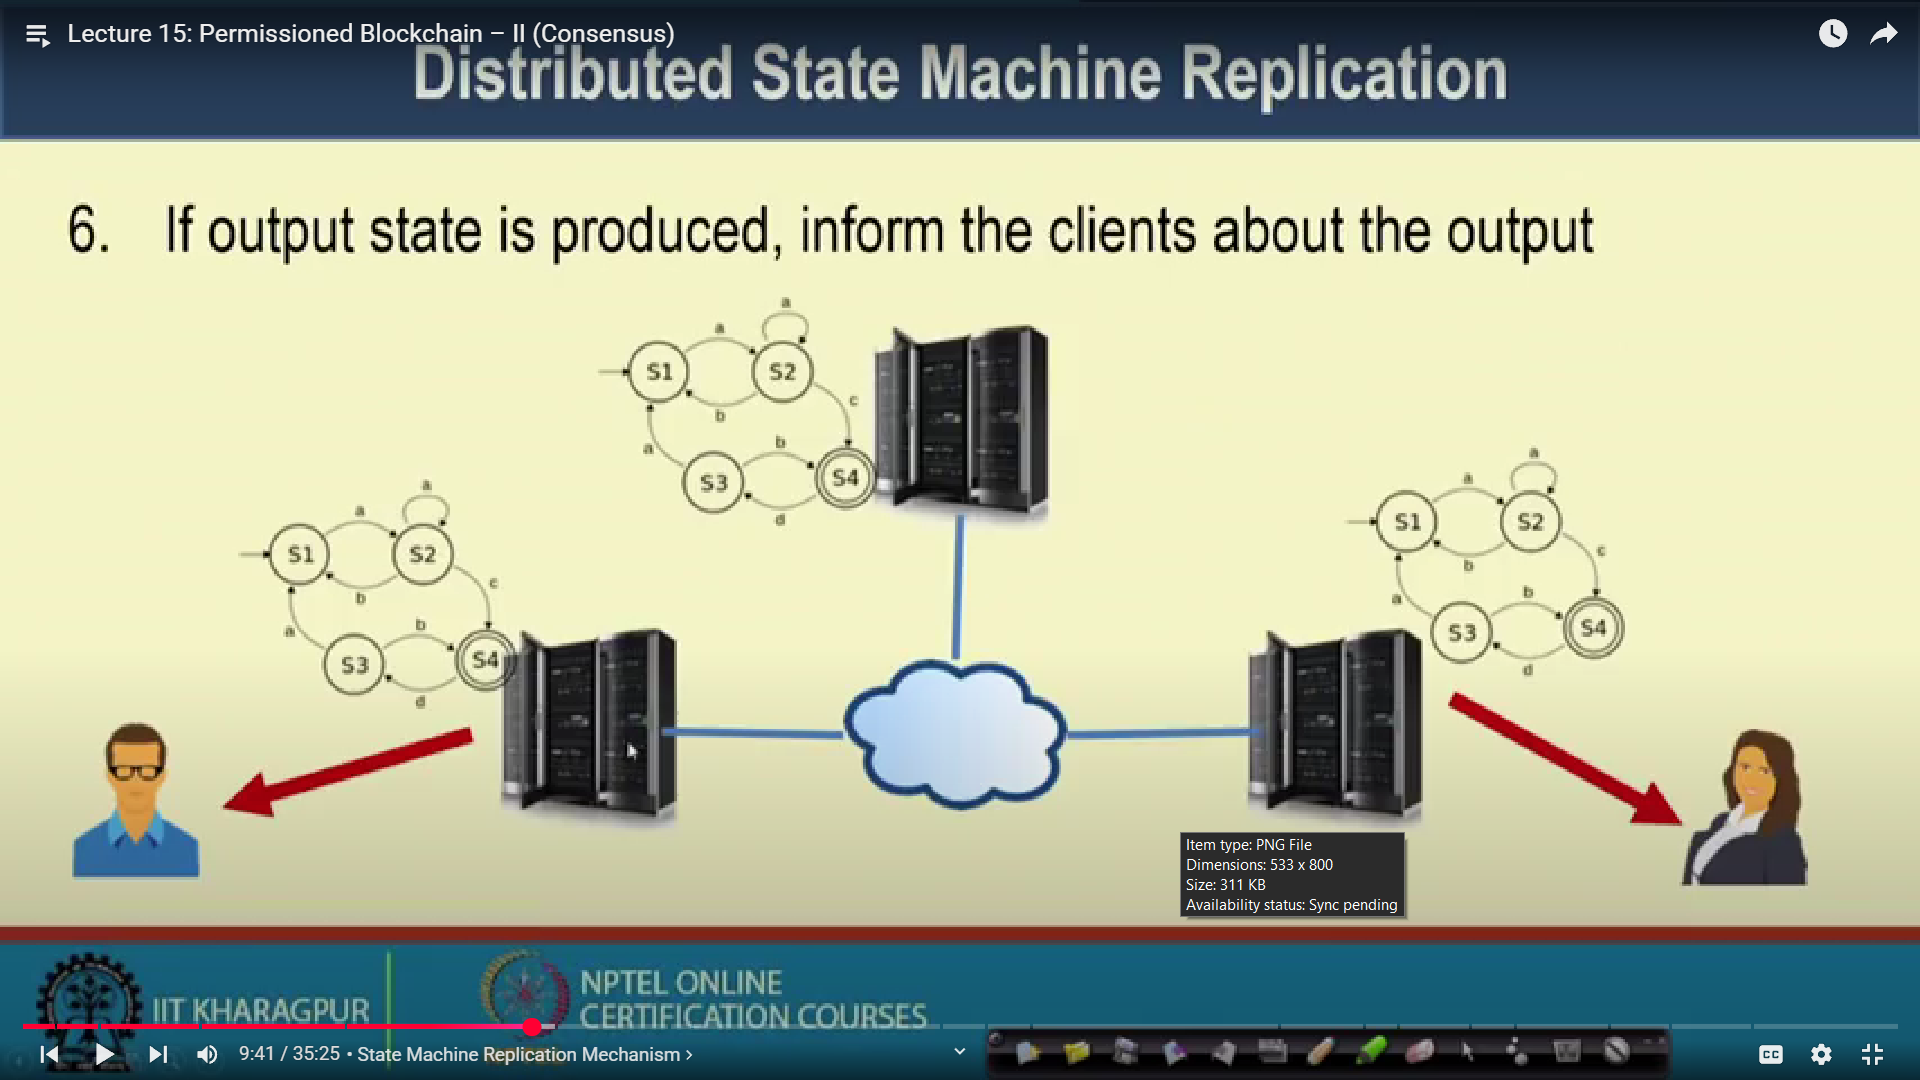 Lecture 15: Permissioned Blockchain – II (Consensus)
Distributed State Machine Replication
6. If output state is produced, inform the clients about the output
a
a
S1
S2
b
c
a
b
S3
S4
d
a
a
S1
S2
b
c
a
b
S3
S4
d
a
a
S1
S2
b
c
a
b
S3
S4
d
Item type: PNG File
Dimensions: 533 x 800
Size: 311 KB
Availability status: Sync pending
IIT KHARAGPUR
NPTEL ONLINE
CERTIFICATION COURSES
9:41 / 35:25 • State Machine Replication Mechanism ›
CC